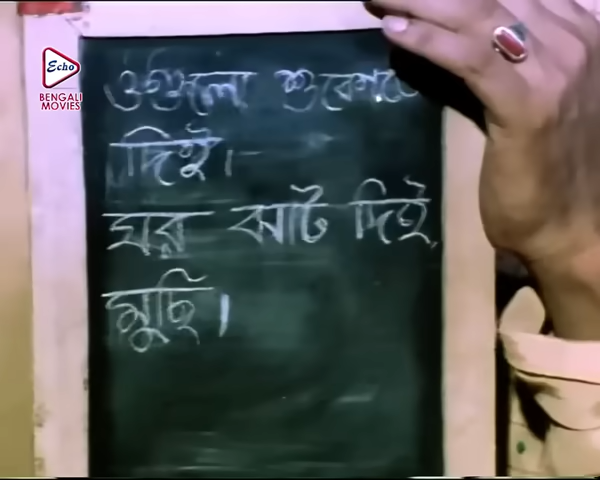 Echo
BENGALI
MOVIES
ওগুলো শুকোতে
দিই।
ঘর ঝাট দিই,
মুছি।